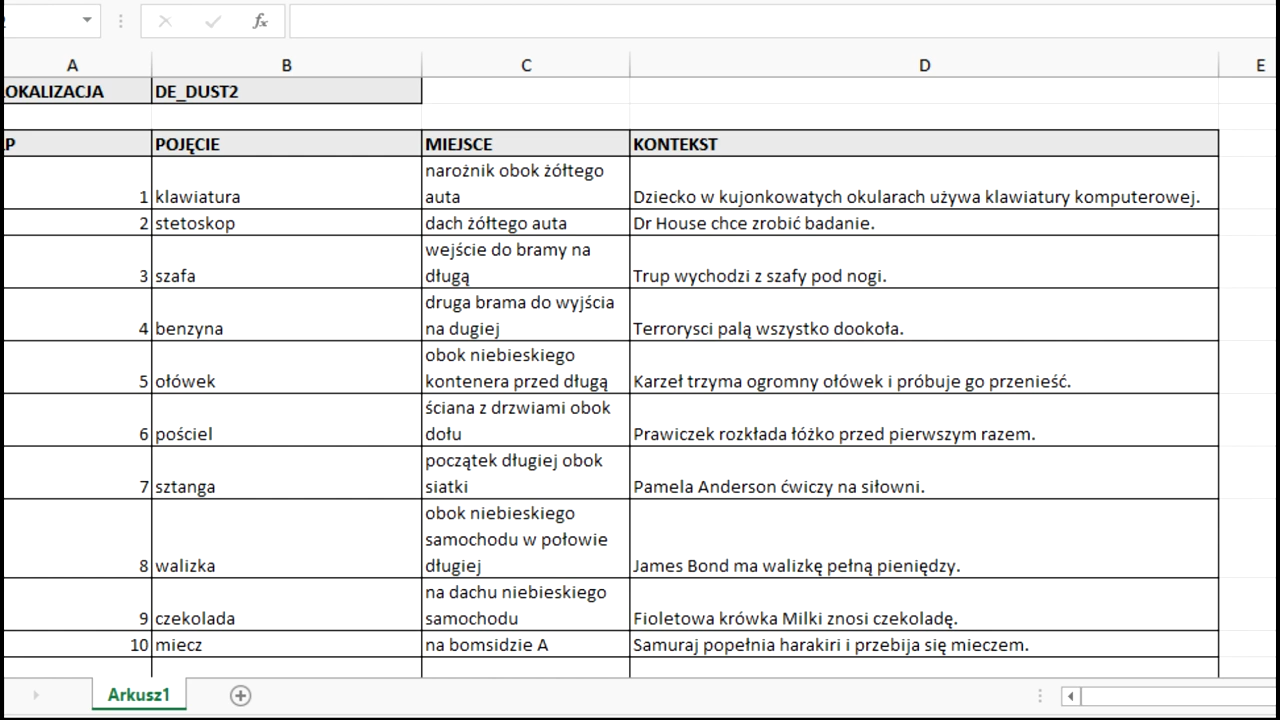 fx
A B C D E
OKALIZACJA DE_DUST2
P POJĘCIE MIEJSCE KONTEKST
narożnik obok żółtego
1 klawiatura auta Dziecko w kujonkowatych okularach używa klawiatury komputerowej.
2 stetoskop dach żółtego auta Dr House chce zrobić badanie.
wejście do bramy na
3 szafa długą Trup wychodzi z szafy pod nogi.
druga brama do wyjścia
4 benzyna na dugiej Terrorysci palą wszystko dookoła.
obok niebieskiego
5 ołówek kontenera przed długą Karzeł trzyma ogromny ołówek i próbuje go przenieść.
ściana z drzwiami obok
6 pościel dołu Prawiczek rozkłada łóżko przed pierwszym razem.
początek długiej obok
7 sztanga siatki Pamela Anderson ćwiczy na siłowni.
obok niebieskiego
samochodu w połowie
8 walizka długiej James Bond ma walizkę pełną pieniędzy.
na dachu niebieskiego
9 czekolada samochodu Fioletowa krówka Milki znosi czekoladę.
10 miecz na bomsidzie A Samuraj popełnia harakiri i przebija się mieczem.
Arkusz1